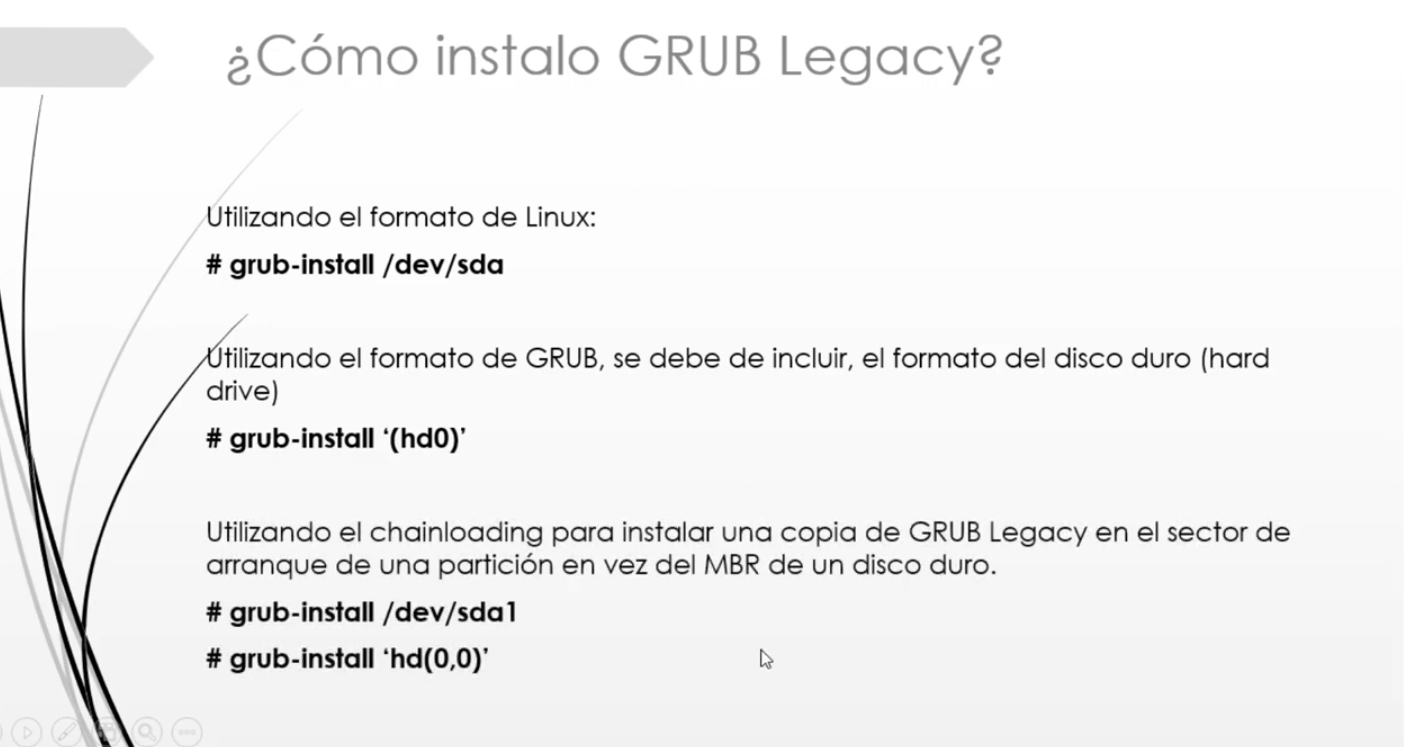 ¿Cómo instalo GRUB Legacy?
Utilizando el formato de Linux:
# grub-install /dev/sda
Utilizando el formato de GRUB, se debe de incluir, el formato del disco duro (hard
drive)
# grub-install ‘(hd0)’
Utilizando el chainloading para instalar una copia de GRUB Legacy en el sector de
arranque de una partición en vez del MBR de un disco duro.
# grub-install /dev/sda1
# grub-install ‘hd(0,0)’